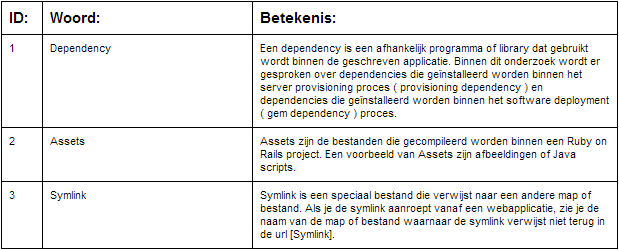 ID: Woord: Betekenis:
1 Dependency Een dependency is een afhankelijk programma of library dat gebruikt
wordt binnen de geschreven applicatie. Binnen dit onderzoek wordt er
gesproken over dependencies die geïnstalleerd worden binnen het
server provisioning proces ( provisioning dependency ) en
dependencies die geïnstalleerd worden binnen het software deployment
( gem dependency ) proces.
2 Assets Assets zijn de bestanden die gecompileerd worden binnen een Ruby on
Rails project. Een voorbeeld van Assets zijn afbeeldingen of Java
scripts.
3 Symlink Symlink is een speciaal bestand die verwijst naar een andere map of
bestand. Als je de symlink aanroept vanaf een webapplicatie, zie je de
naam van de map of bestand waarnaar de symlink verwijst niet terug in
de url [Symlink].